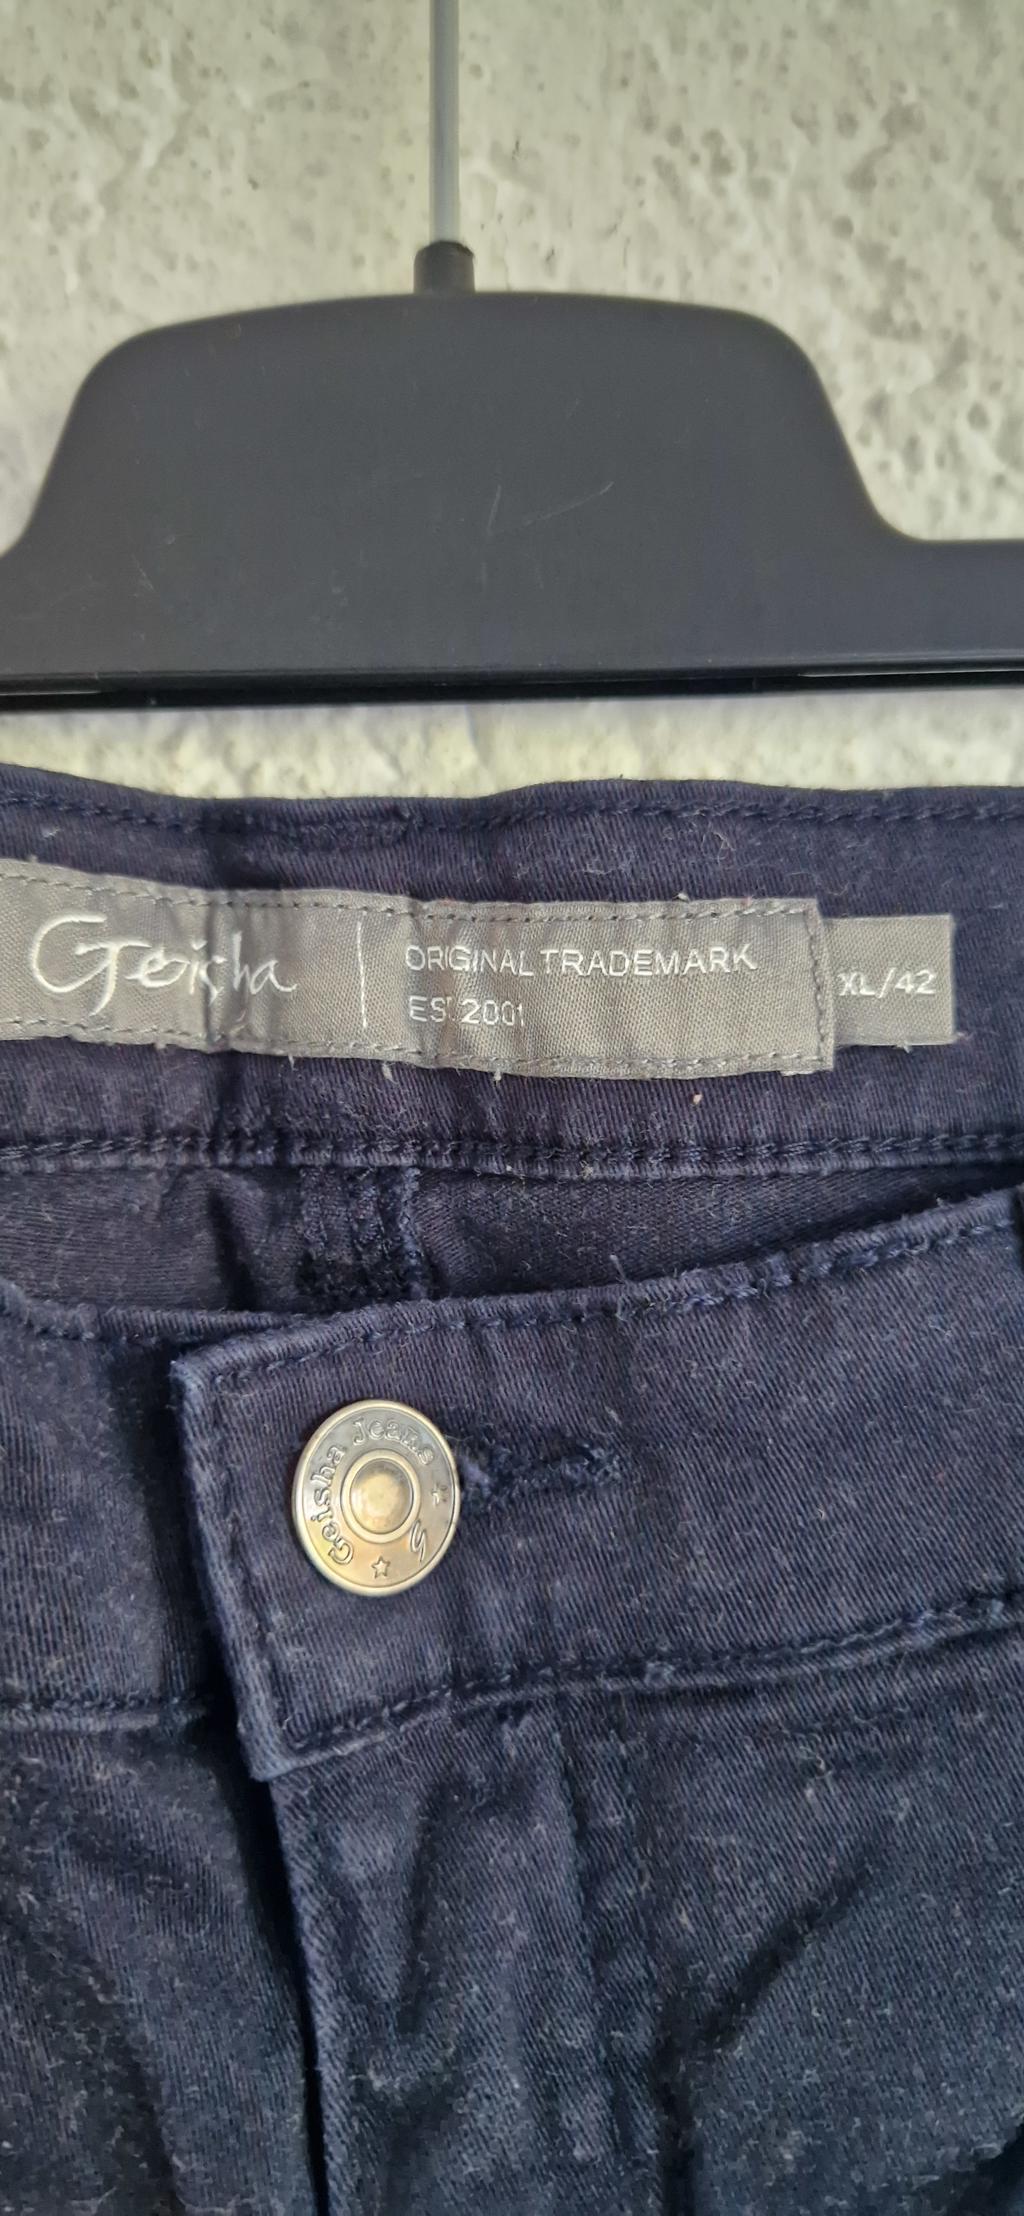 Geisha
ORIGINAL TRADEMARK
EST. 2001
XL/42
Geisha Jeans